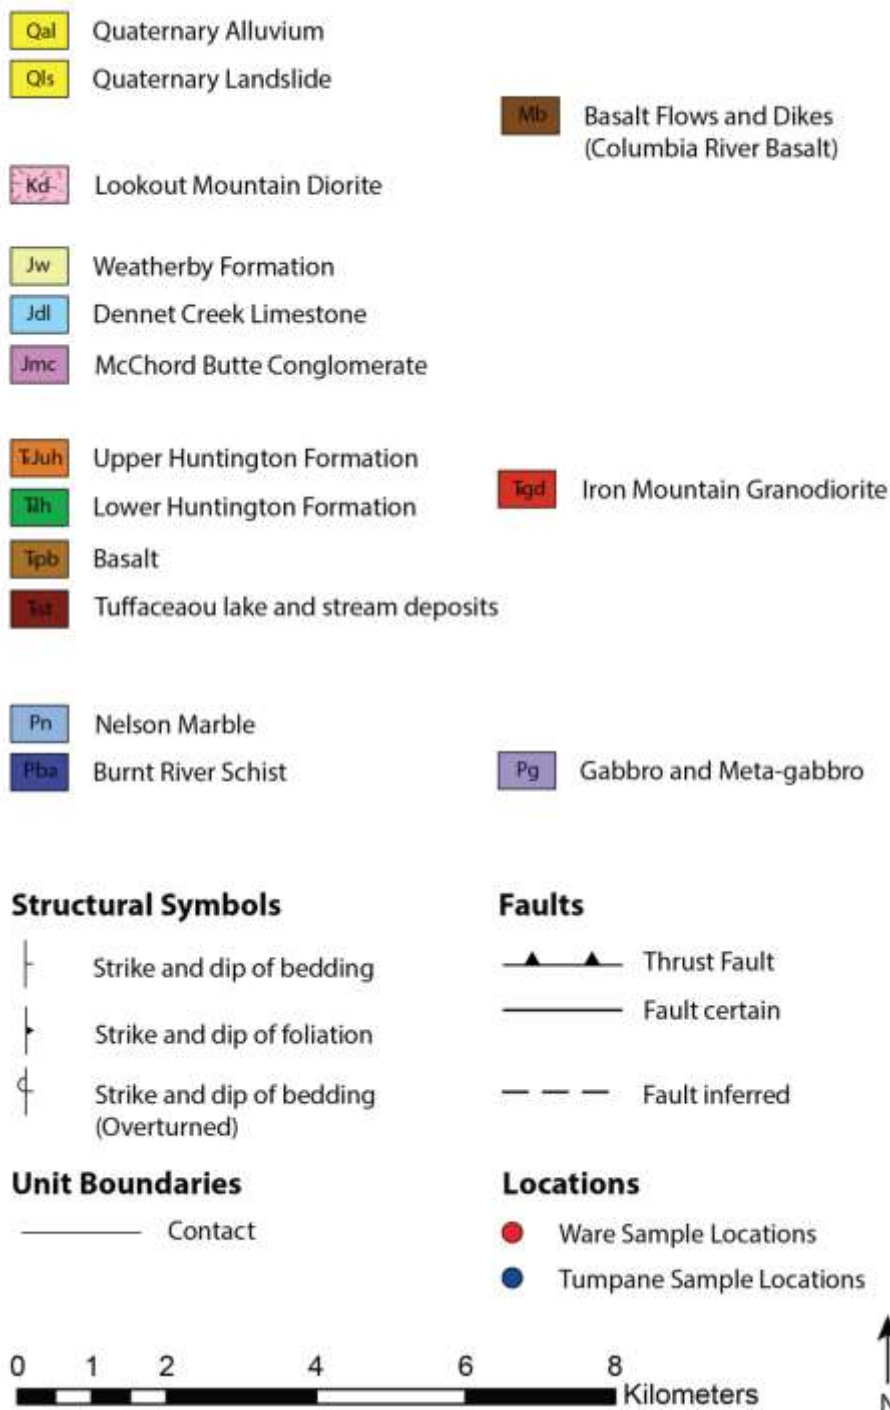 Qal Quaternary Alluvium
Qls Quaternary Landslide
Mb Basalt Flows and Dikes
(Columbia River Basalt)
Kd Lookout Mountain Diorite
Jw Weatherby Formation
Jdl Dennet Creek Limestone
Jmc McChord Butte Conglomerate
TRJuh Upper Huntington Formation
TRgd Iron Mountain Granodiorite
TRlh Lower Huntington Formation
Tpb Basalt
Tst Tuffaceaou lake and stream deposits
Pn Nelson Marble
Pba Burnt River Schist
Pg Gabbro and Meta-gabbro
Structural Symbols
Strike and dip of bedding
Strike and dip of foliation
Strike and dip of bedding
(Overturned)
Faults
Thrust Fault
Fault certain
Fault inferred
Unit Boundaries
Contact
Locations
Ware Sample Locations
Tumpane Sample Locations
0 1 2 4 6 8
Kilometers
N